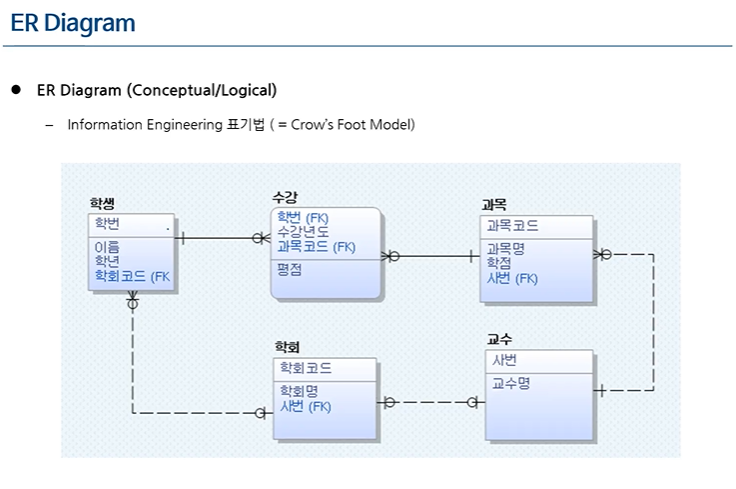 ER Diagram
● ER Diagram (Conceptual/Logical)
– Information Engineering 표기법 ( = Crow's Foot Model)
학생
학번
이름
학년
학회코드 (FK
수강
학번 (FK)
수강년도
과목코드 (FK)
평점
과목
과목코드
과목명
학점
사번 (FK)
학회
학회코드
학회명
사번 (FK)
교수
사번
교수명